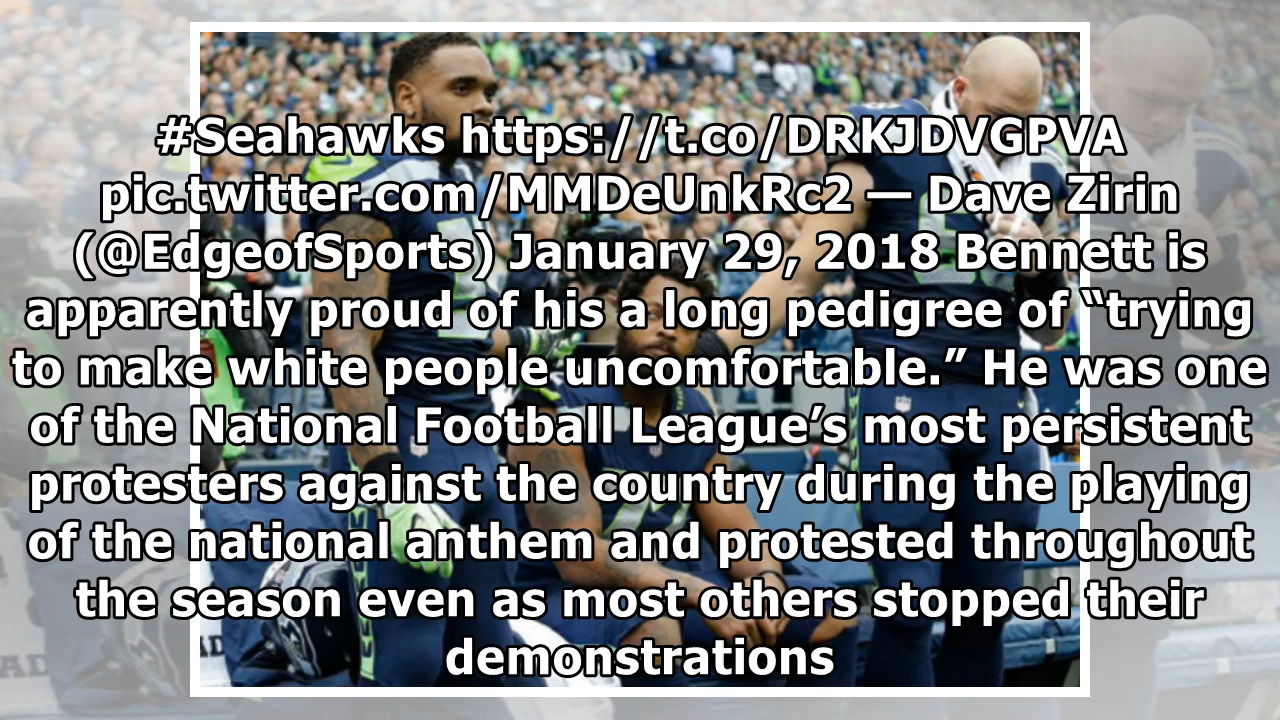 #Seahawks https://t.co/DRKJDVGPVA
pic.twitter.com/MMDeUnkRc2 — Dave Zirin
(@EdgeofSports) January 29, 2018 Bennett is
apparently proud of his a long pedigree of “trying
to make white people uncomfortable.” He was one
of the National Football League’s most persistent
protesters against the country during the playing
of the national anthem and protested throughout
the season even as most others stopped their
demonstrations